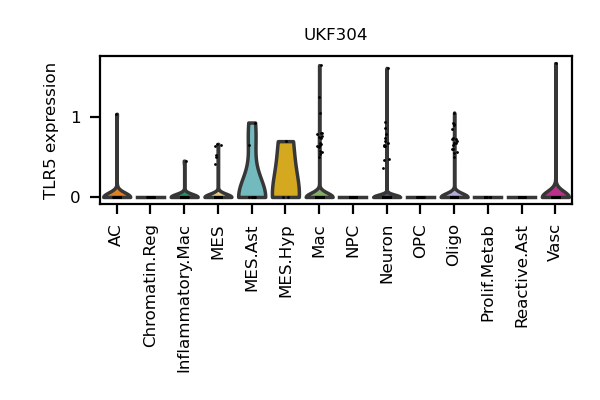 UKF304
TLR5 expression
1
0
AC
Chromatin.Reg
Inflammatory.Mac
MES
MES.Ast
MES.Hyp
Mac
NPC
Neuron
OPC
Oligo
Prolif.Metab
Reactive.Ast
Vasc